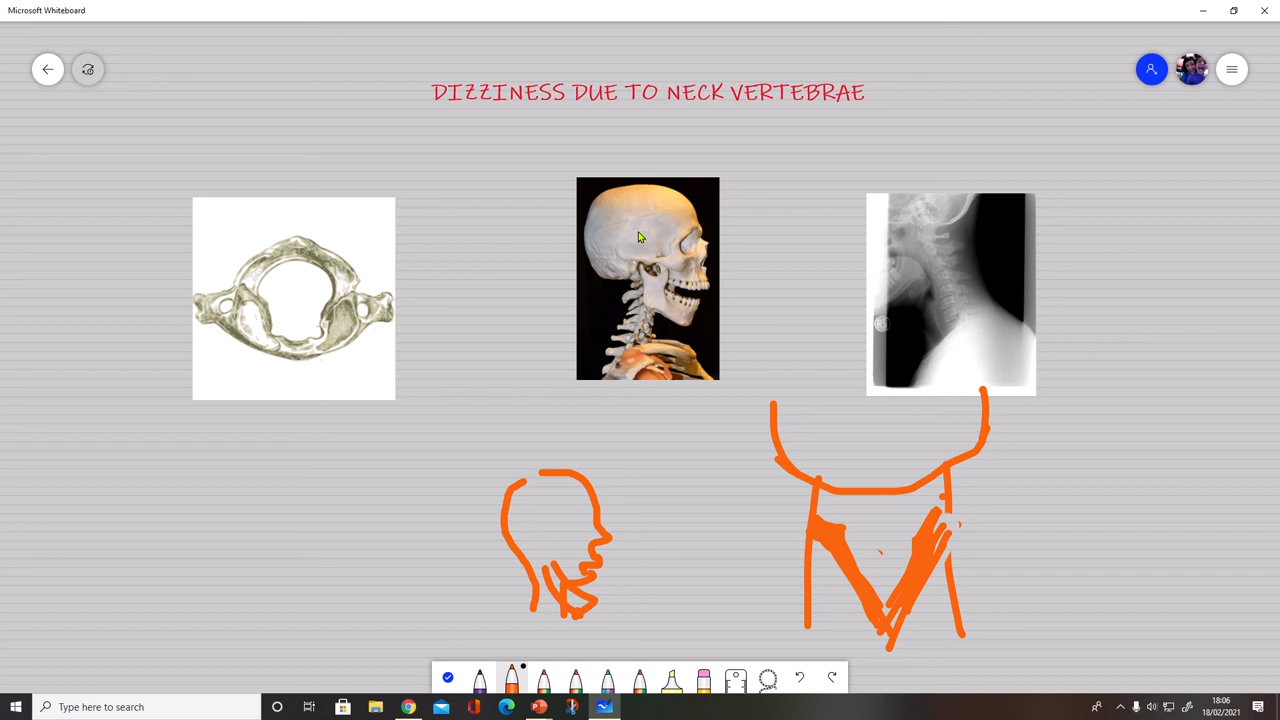 Microsoft Whiteboard
DIZZINESS DUE TO NECK VERTEBRAE
Type here to search
18:06
18/02/2021